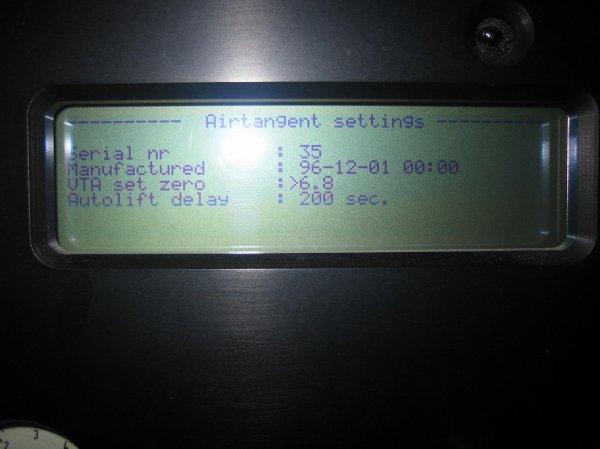 ---------- Airtangent settings ----------
Serial nr : 35
Manufactured : 96-12-01 00:00
VTA set zero :>6.8
Autolift delay : 200 sec.
3